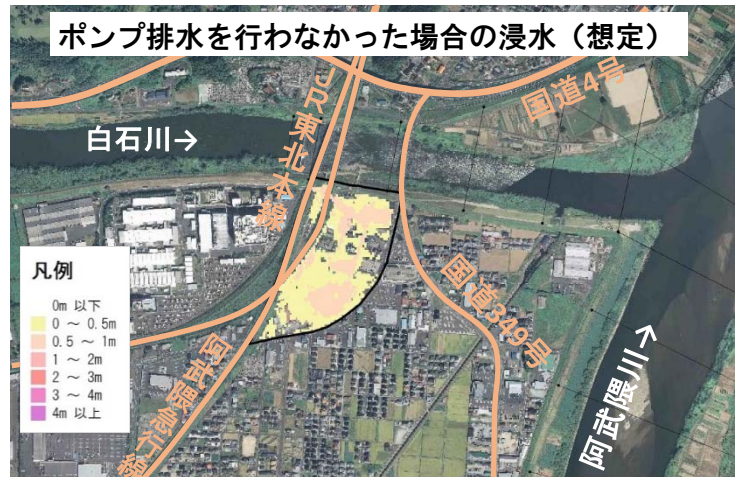 ポンプ排水を行わなかった場合の浸水（想定）
国道4号
JR東北本線
白石川→
凡例
0m 以下
0 ～ 0.5m
0.5 ～ 1m
1 ～ 2m
2 ～ 3m
3 ～ 4m
4m 以上
国道349号
阿武隈急行線
阿武隈川→